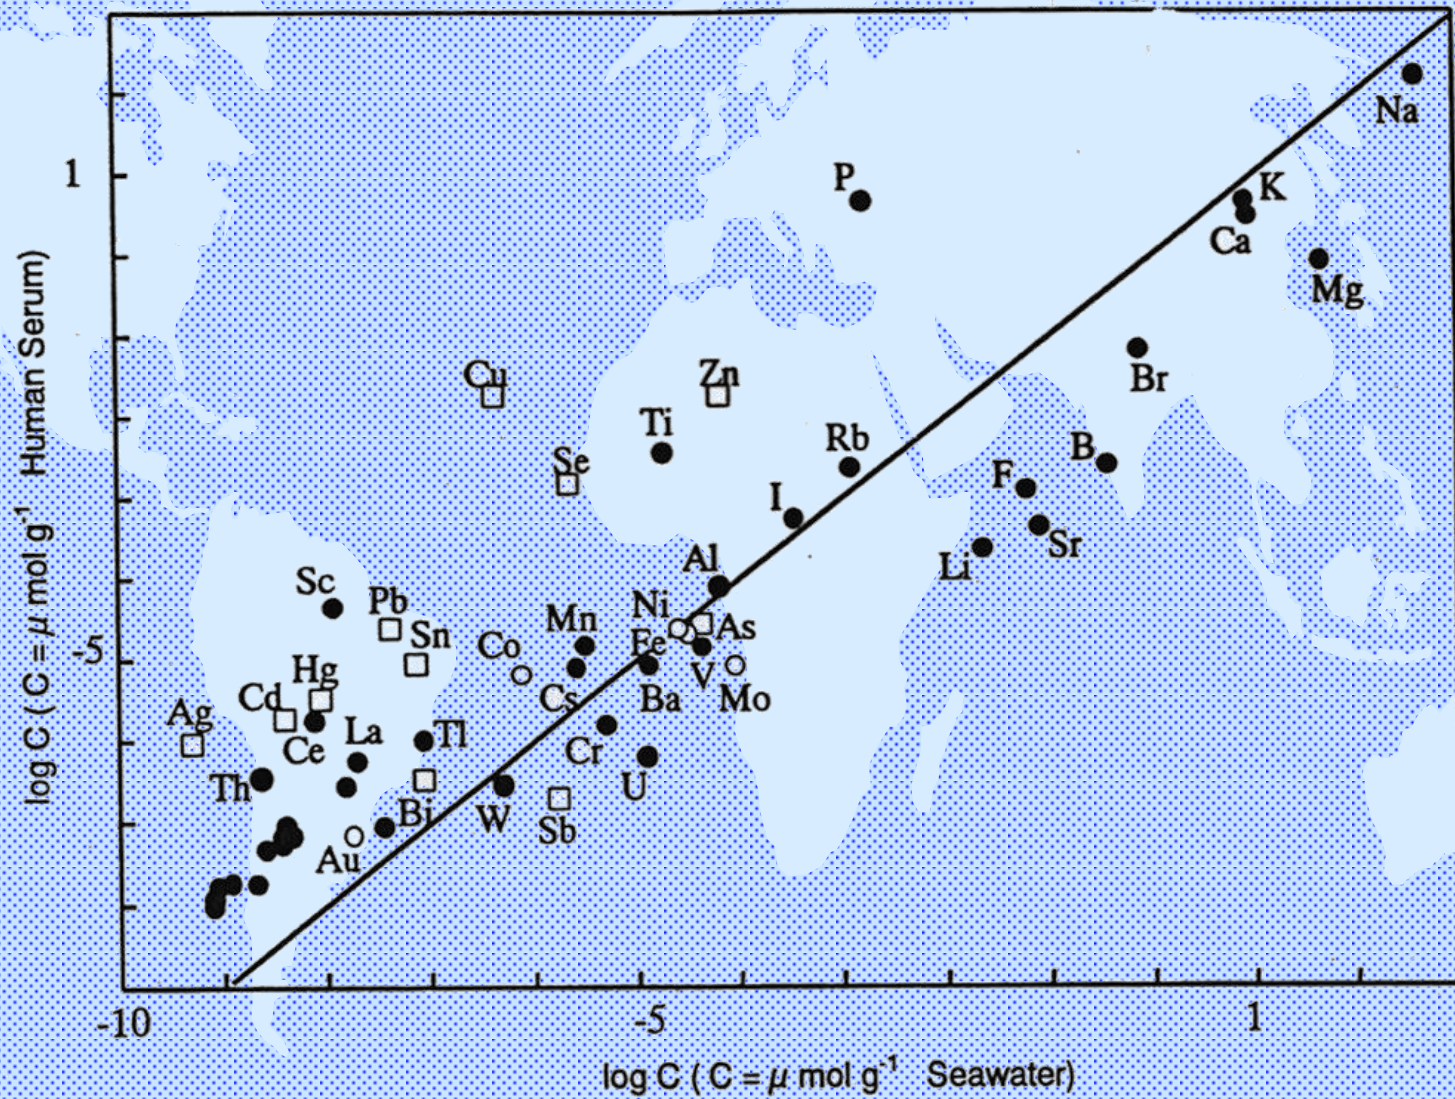 Na
1
P
K
Ca
Mg
Br
Cu
Zn
Ti
Rb
Se
B
F
I
Sr
Li
Al
Sc
Pb
Ni
Mn
As
Sn
Co
Fe
-5
Hg
V
Cs
Ba
Mo
Cd
Ag
La
Tl
Ce
Cr
U
Th
Bi
W
Sb
Au
log C ( C = μ mol g⁻¹ Human Serum)
-10
-5
1
log C ( C = μ mol g⁻¹ Seawater)